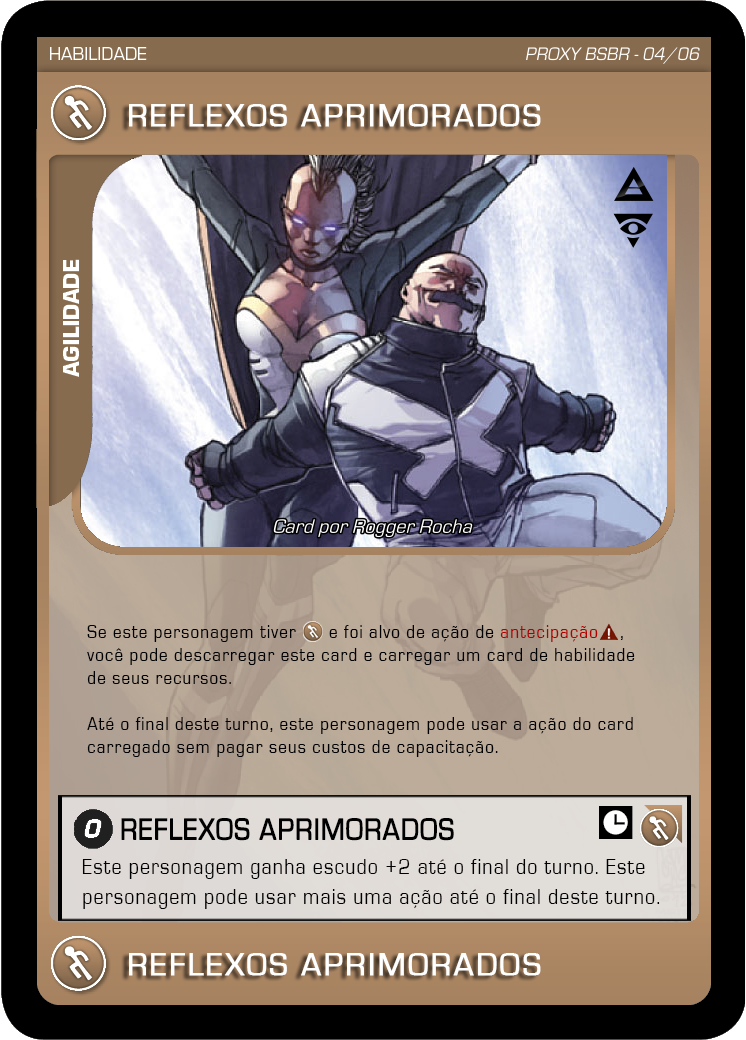 HABILIDADE
PROXY BSBR - 04/06
REFLEXOS APRIMORADOS
AGILIDADE
Card por Rogger Rocha
Se este personagem tiver e foi alvo de ação de antecipação,
você pode descarregar este card e carregar um card de habilidade
de seus recursos.
Até o final deste turno, este personagem pode usar a ação do card
carregado sem pagar seus custos de capacitação.
0 REFLEXOS APRIMORADOS
Este personagem ganha escudo +2 até o final do turno. Este
personagem pode usar mais uma ação até o final deste turno.
REFLEXOS APRIMORADOS